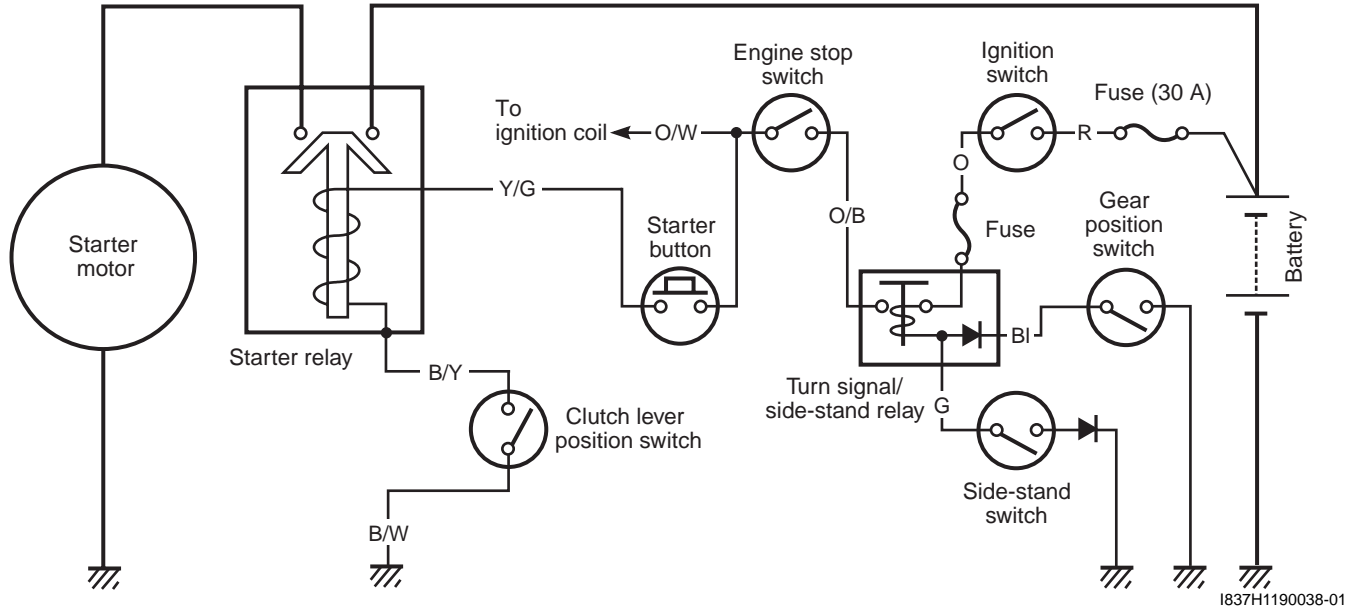 Engine stop
switch
Ignition
switch
Fuse (30 A)
To
ignition coil
O/W
R
O
Y/G
O/B
Starter
button
Fuse
Gear
position
switch
Battery
Starter
motor
BI
Starter relay
B/Y
Turn signal/
side-stand relay
G
Clutch lever
position switch
Side-stand
switch
B/W
I837H1190038-01